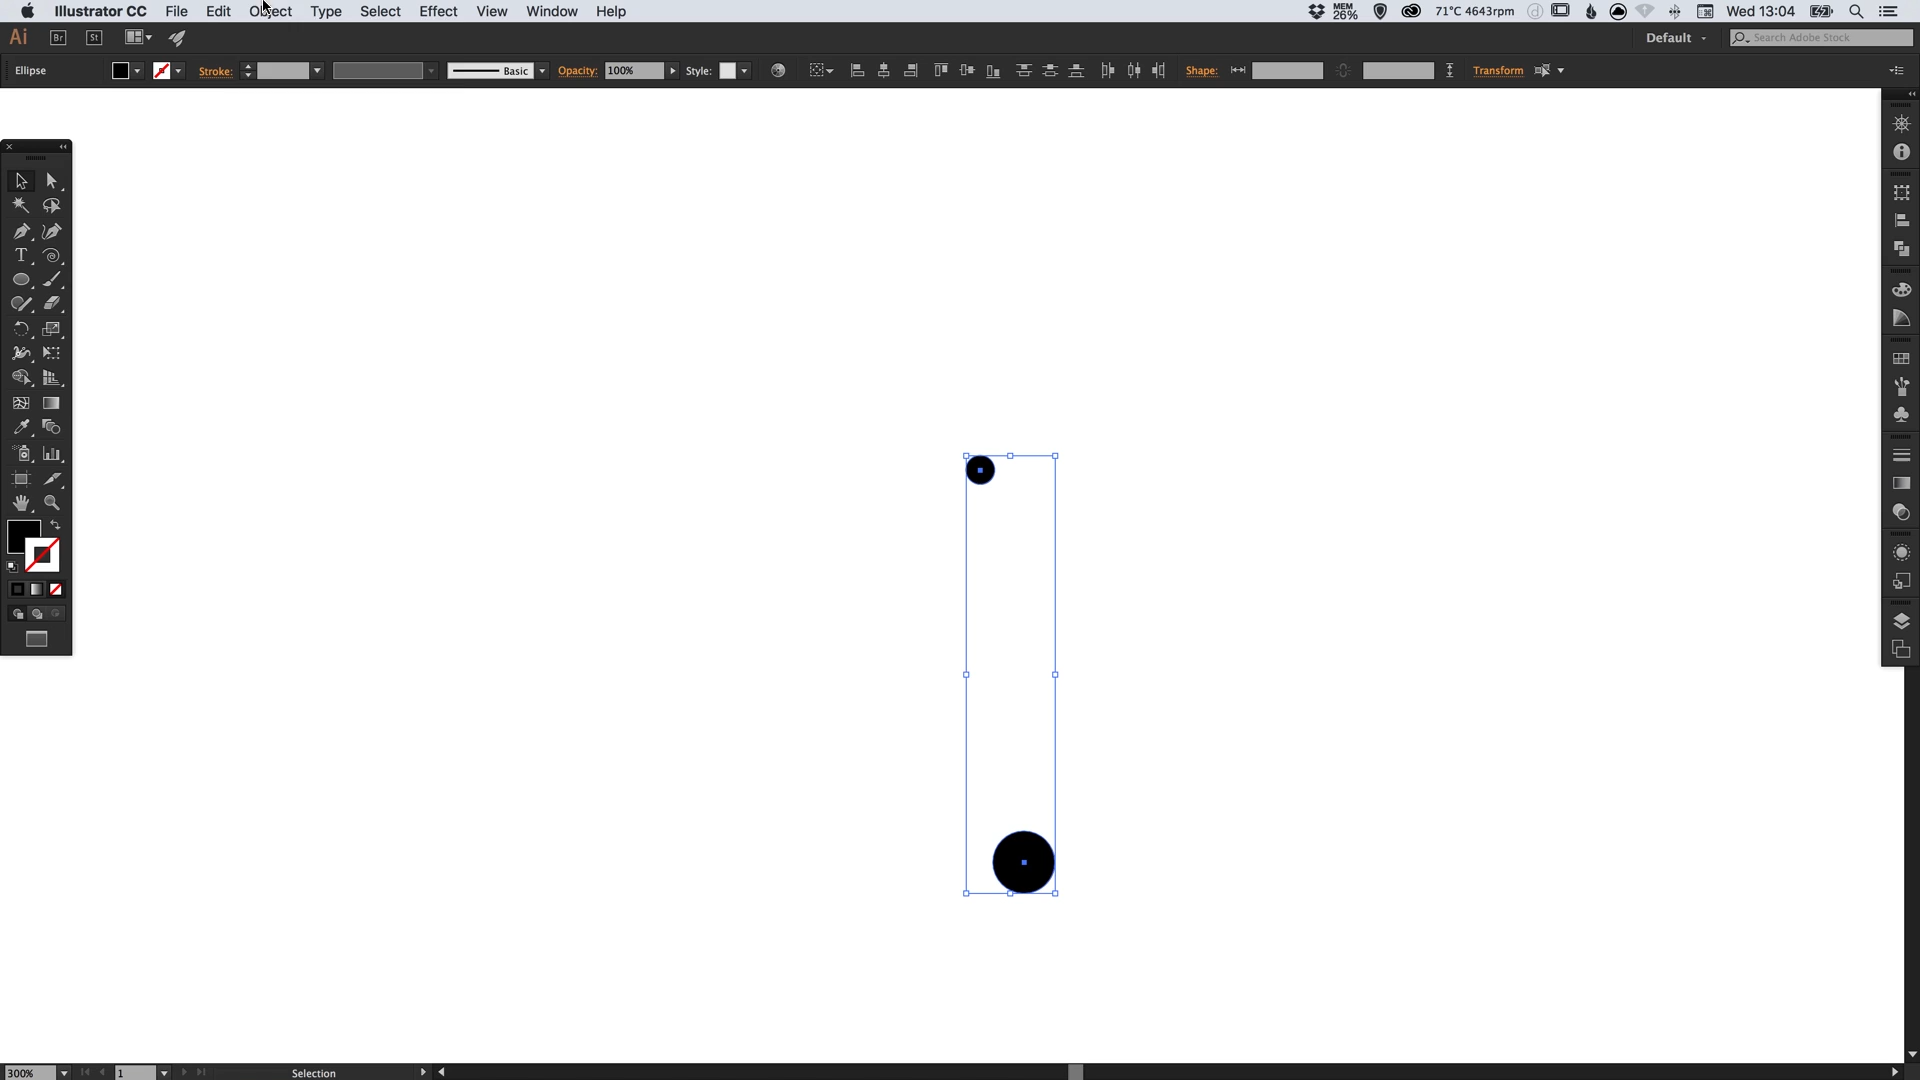 Illustrator CC File Edit Object Type Select Effect View Window Help MEM 26% 71°C 4643rpm Wed 13:04
Ai Br St Default Search Adobe Stock
Ellipse Stroke: Basic Opacity: 100% Style: Shape: Transform
300% 1 Selection